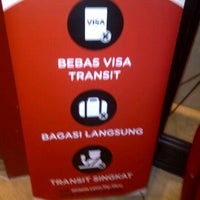 VISA
BEBAS VISA
TRANSIT
BAGASI LANGSUNG
TRANSIT SINGKAT